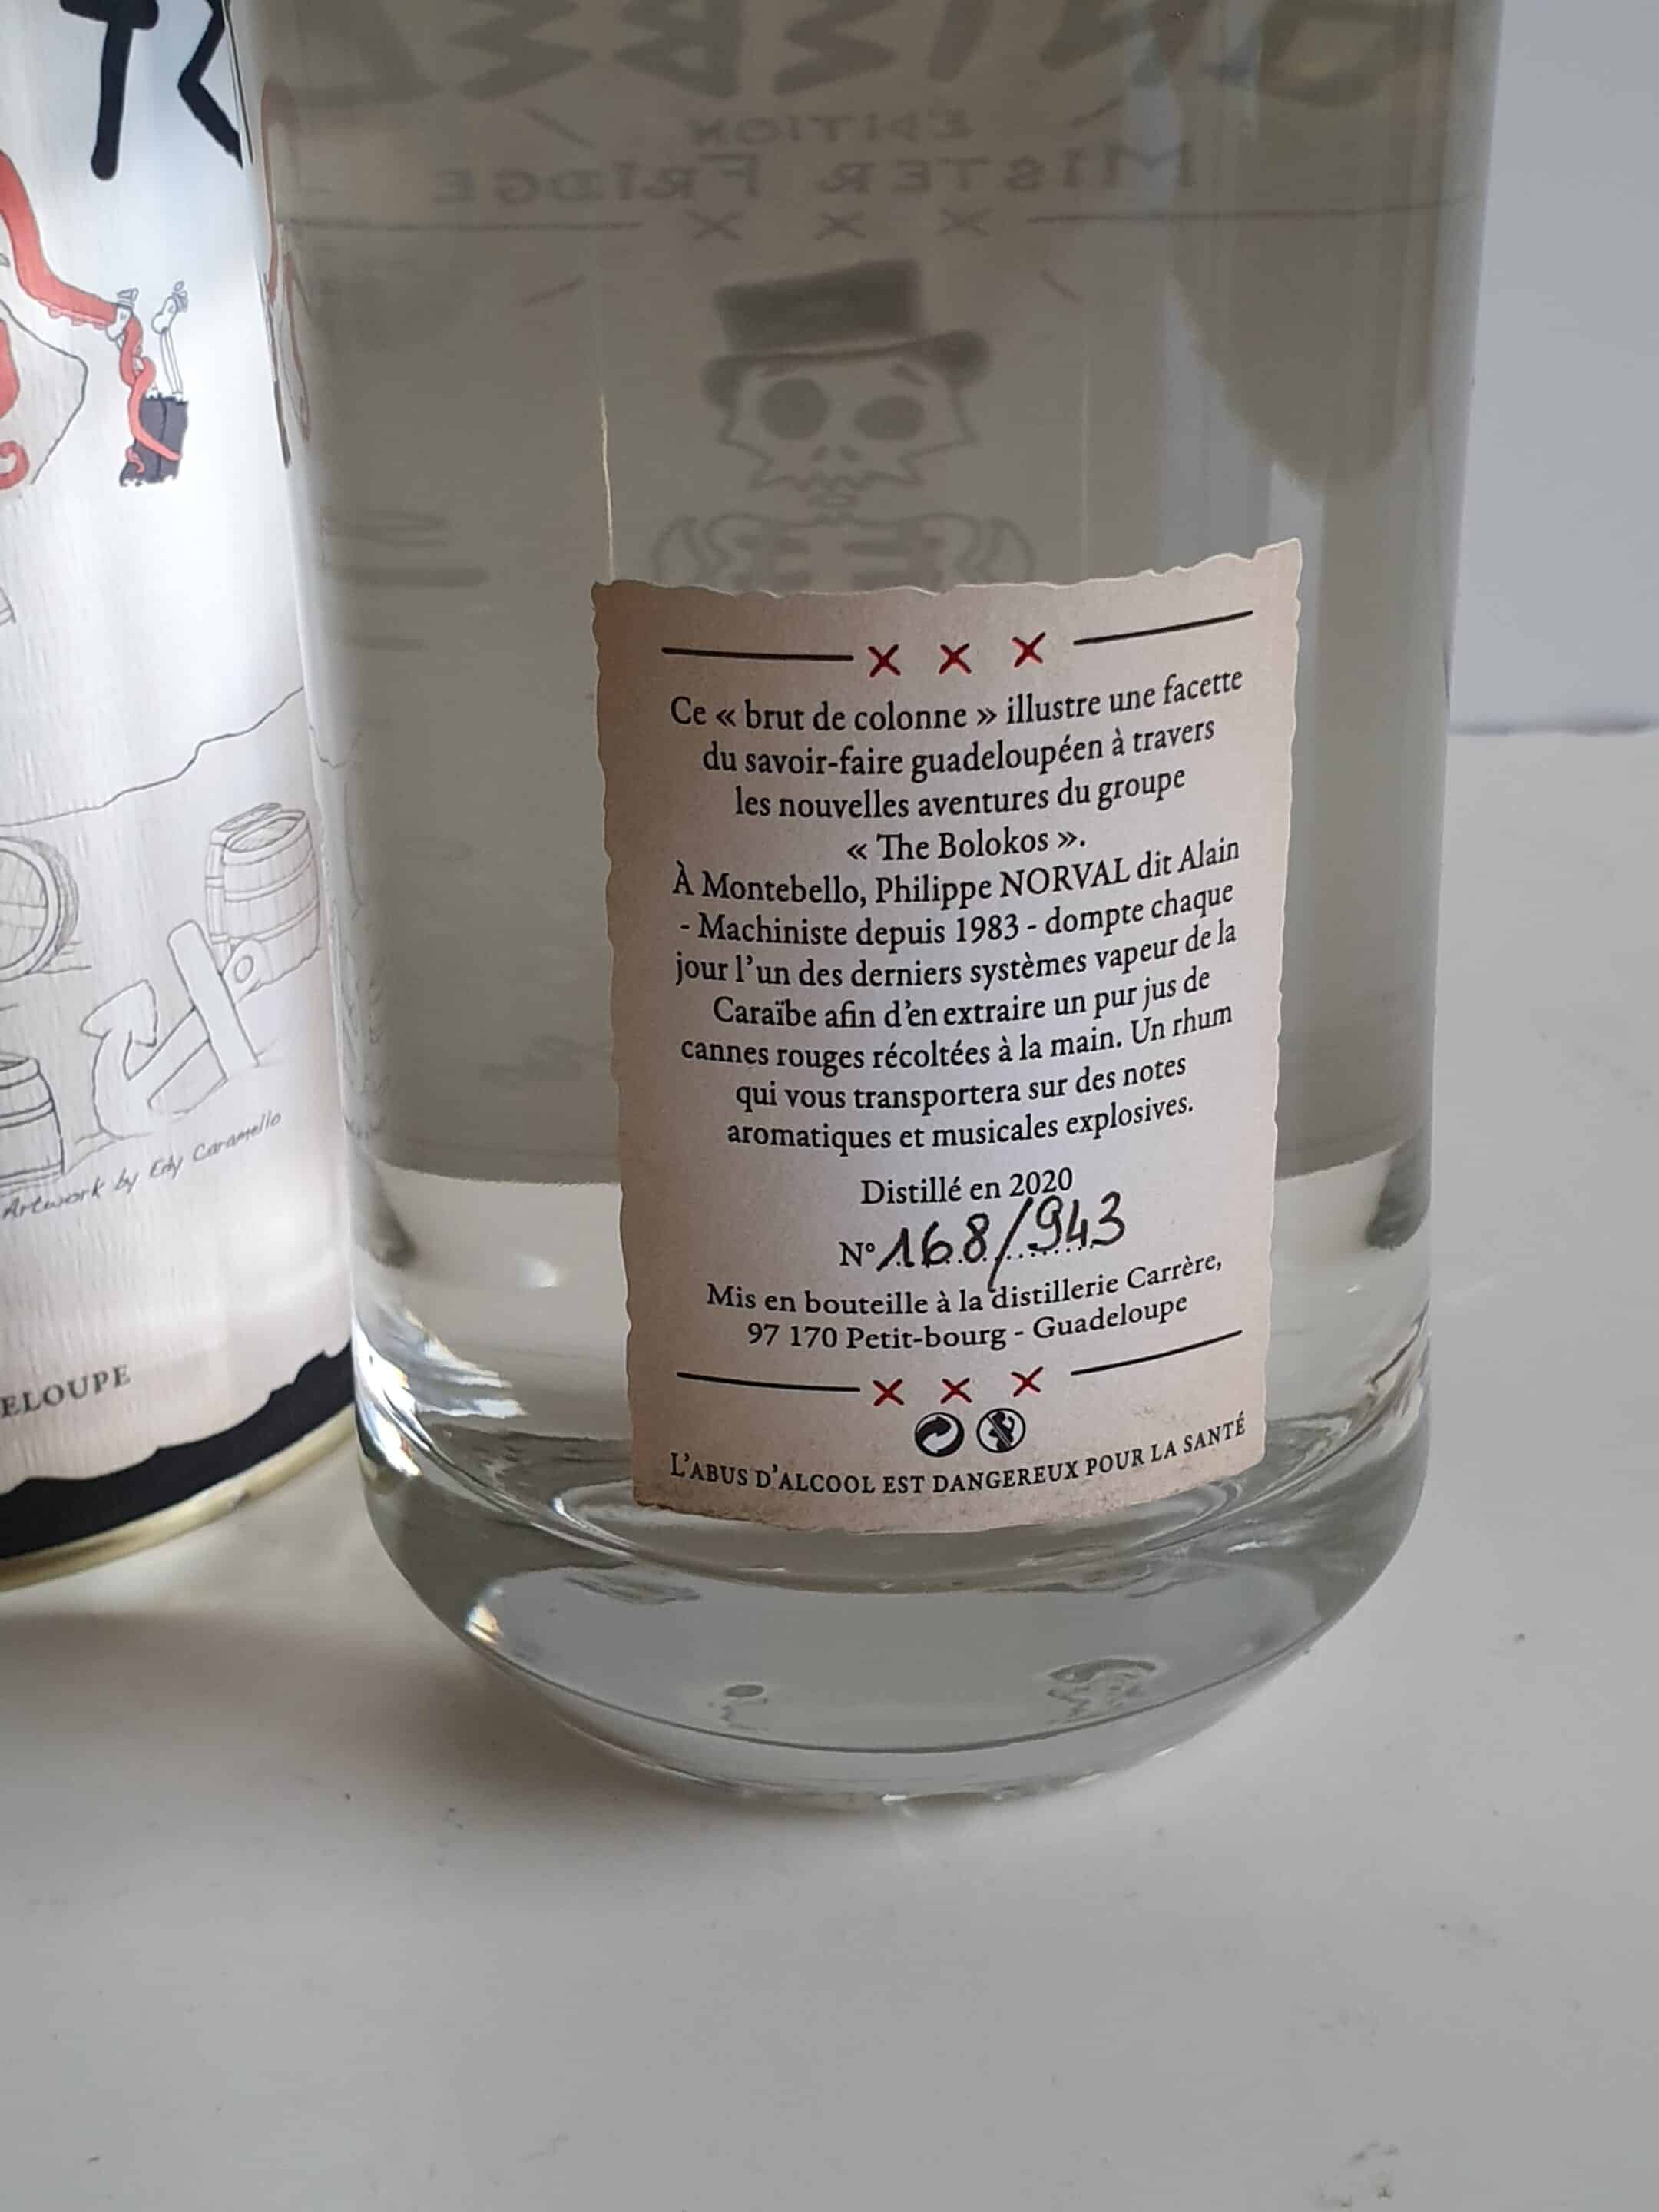 EDITION
MISTER FRIDGE
X X X
X X X
Ce « brut de colonne » illustre une facette
du savoir-faire guadeloupéen à travers
les nouvelles aventures du groupe
« The Bolokos ».
À Montebello, Philippe NORVAL dit Alain
- Machiniste depuis 1983 - dompte chaque
jour l'un des derniers systèmes vapeur de la
Caraïbe afin d'en extraire un pur jus de
cannes rouges récoltées à la main. Un rhum
qui vous transportera sur des notes
aromatiques et musicales explosives.
Distillé en 2020
N° 168/943
Mis en bouteille à la distillerie Carrère,
97 170 Petit-bourg - Guadeloupe
X X X
L'ABUS D'ALCOOL EST DANGEREUX POUR LA SANTÉ
Artwork by Edy Caramello
ELOUPE